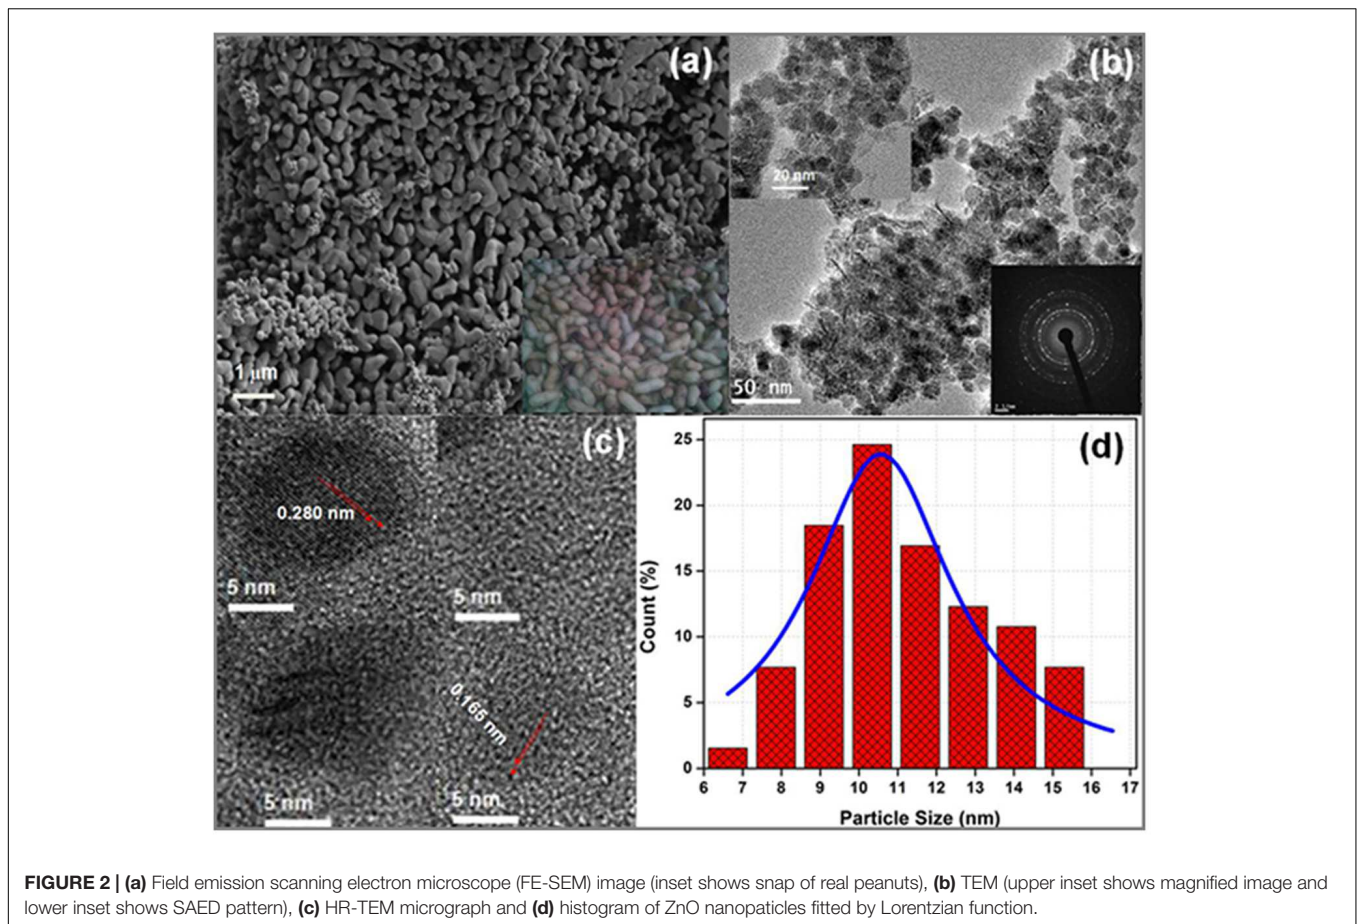 (a)
(b)
20 nm
1 µm
50 nm
(c)
0.280 nm
5 nm
5 nm
0.165 nm
5 nm
5 nm
(d)
25
20
15
10
5
0
Count (%)
6 7 8 9 10 11 12 13 14 15 16 17
Particle Size (nm)
FIGURE 2 | (a) Field emission scanning electron microscope (FE-SEM) image (inset shows snap of real peanuts), (b) TEM (upper inset shows magnified image and
lower inset shows SAED pattern), (c) HR-TEM micrograph and (d) histogram of ZnO nanopaticles fitted by Lorentzian function.